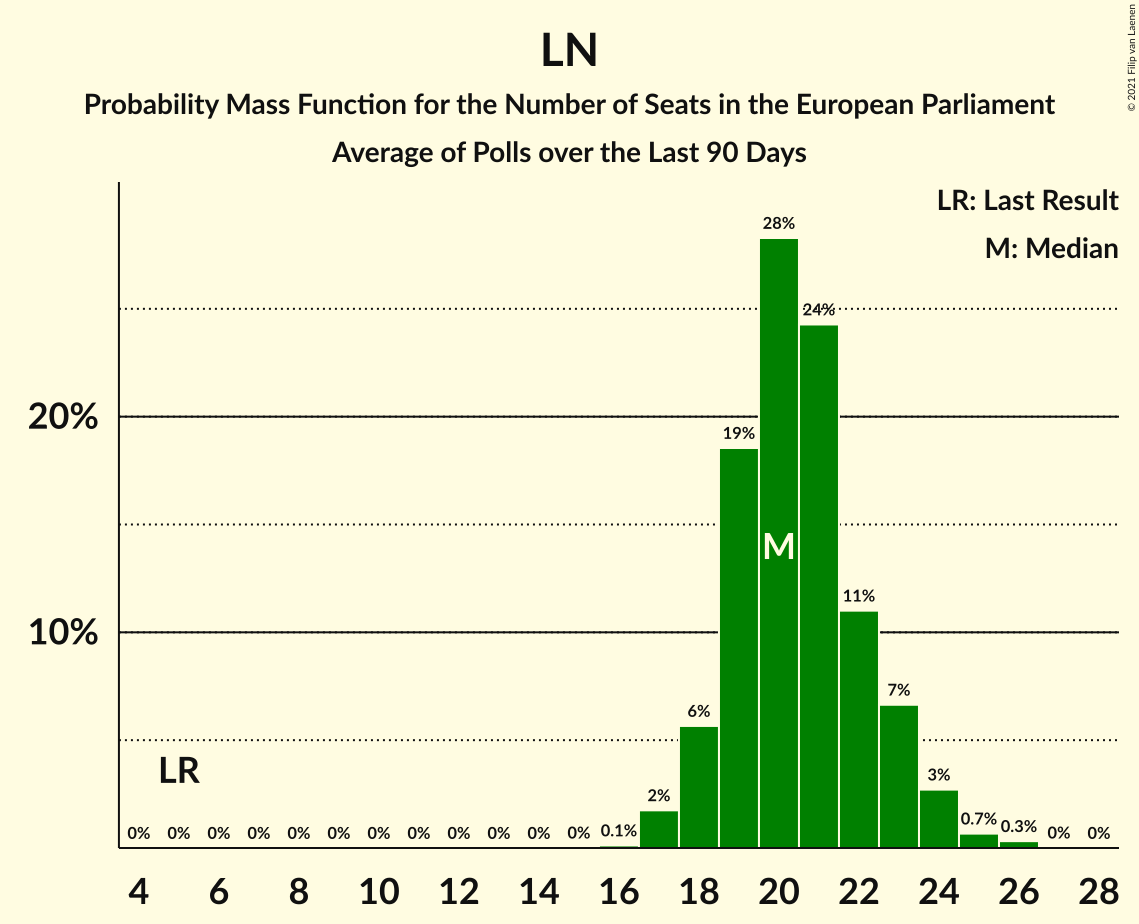 LN
Probability Mass Function for the Number of Seats in the European Parliament
Average of Polls over the Last 90 Days
© 2021 Filip van Laenen
LR: Last Result
M: Median
28%
24%
20%
19%
M
11%
10%
7%
6%
LR
3%
2%
0% 0% 0% 0% 0% 0% 0% 0% 0% 0% 0% 0% 0.1% 0.7% 0.3% 0% 0%
4 6 8 10 12 14 16 18 20 22 24 26 28